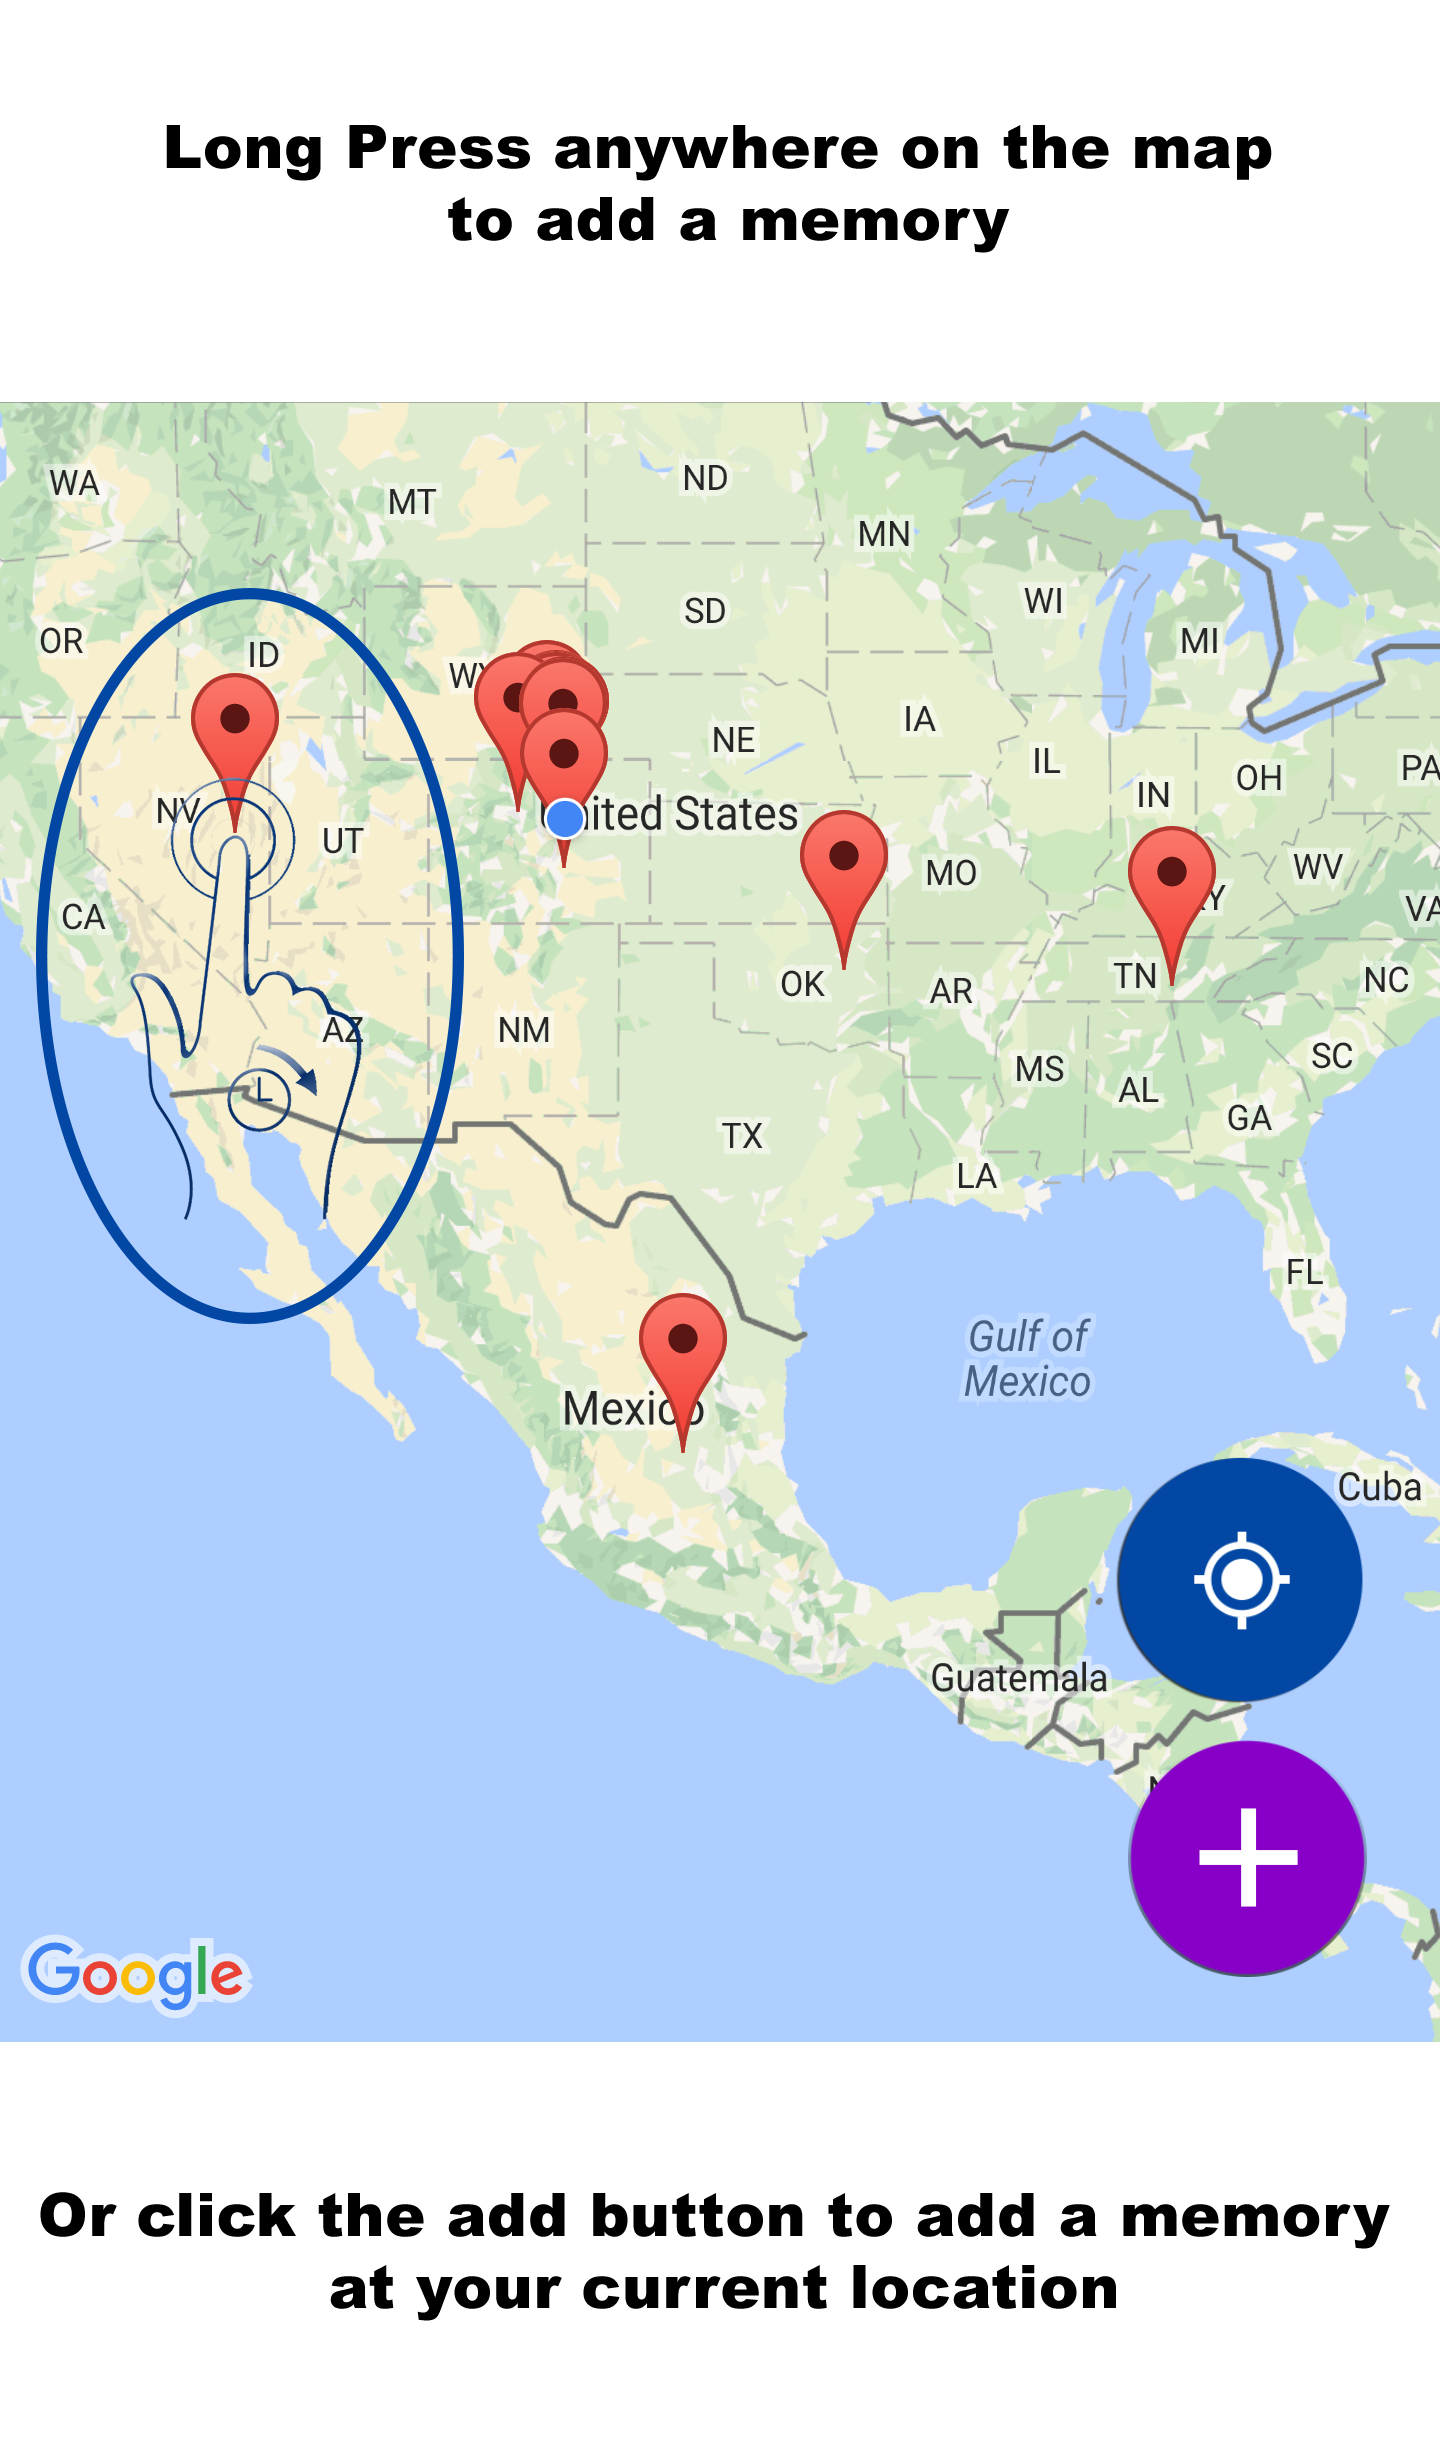 Long Press anywhere on the map
to add a memory
WA
MT
ND
MN
OR
ID
SD
WI
MI
NE
IA
IL
IN
OH
PA
NV
UT
United States
MO
WV
VA
CA
OK
AR
TN
NC
AZ
NM
MS
AL
SC
GA
L
TX
LA
FL
Gulf of
Mexico
Mexico
Cuba
Guatemala
Google
Or click the add button to add a memory
at your current location